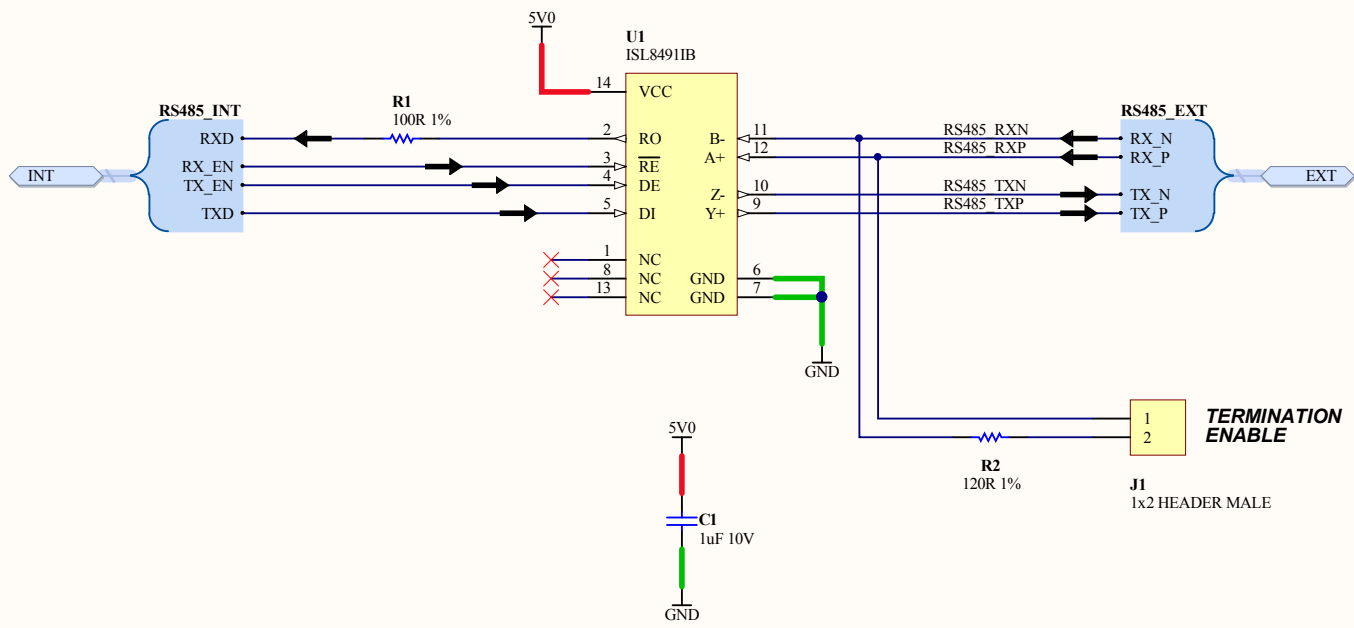 5V0
U1
ISL8491IB
14 VCC
RS485_INT
R1
100R 1%
RS485_EXT
RXD
2 RO
B- 11
RS485_RXN
RX_N
A+ 12
RS485_RXP
RX_P
RX_EN
3 RE
INT
EXT
TX_EN
4 DE
Z- 10
RS485_TXN
TX_N
TXD
5 DI
Y+ 9
RS485_TXP
TX_P
1 NC
8 NC
GND 6
13 NC
GND 7
GND
TERMINATION
ENABLE
1
2
5V0
R2
120R 1%
J1
1x2 HEADER MALE
C1
1uF 10V
GND